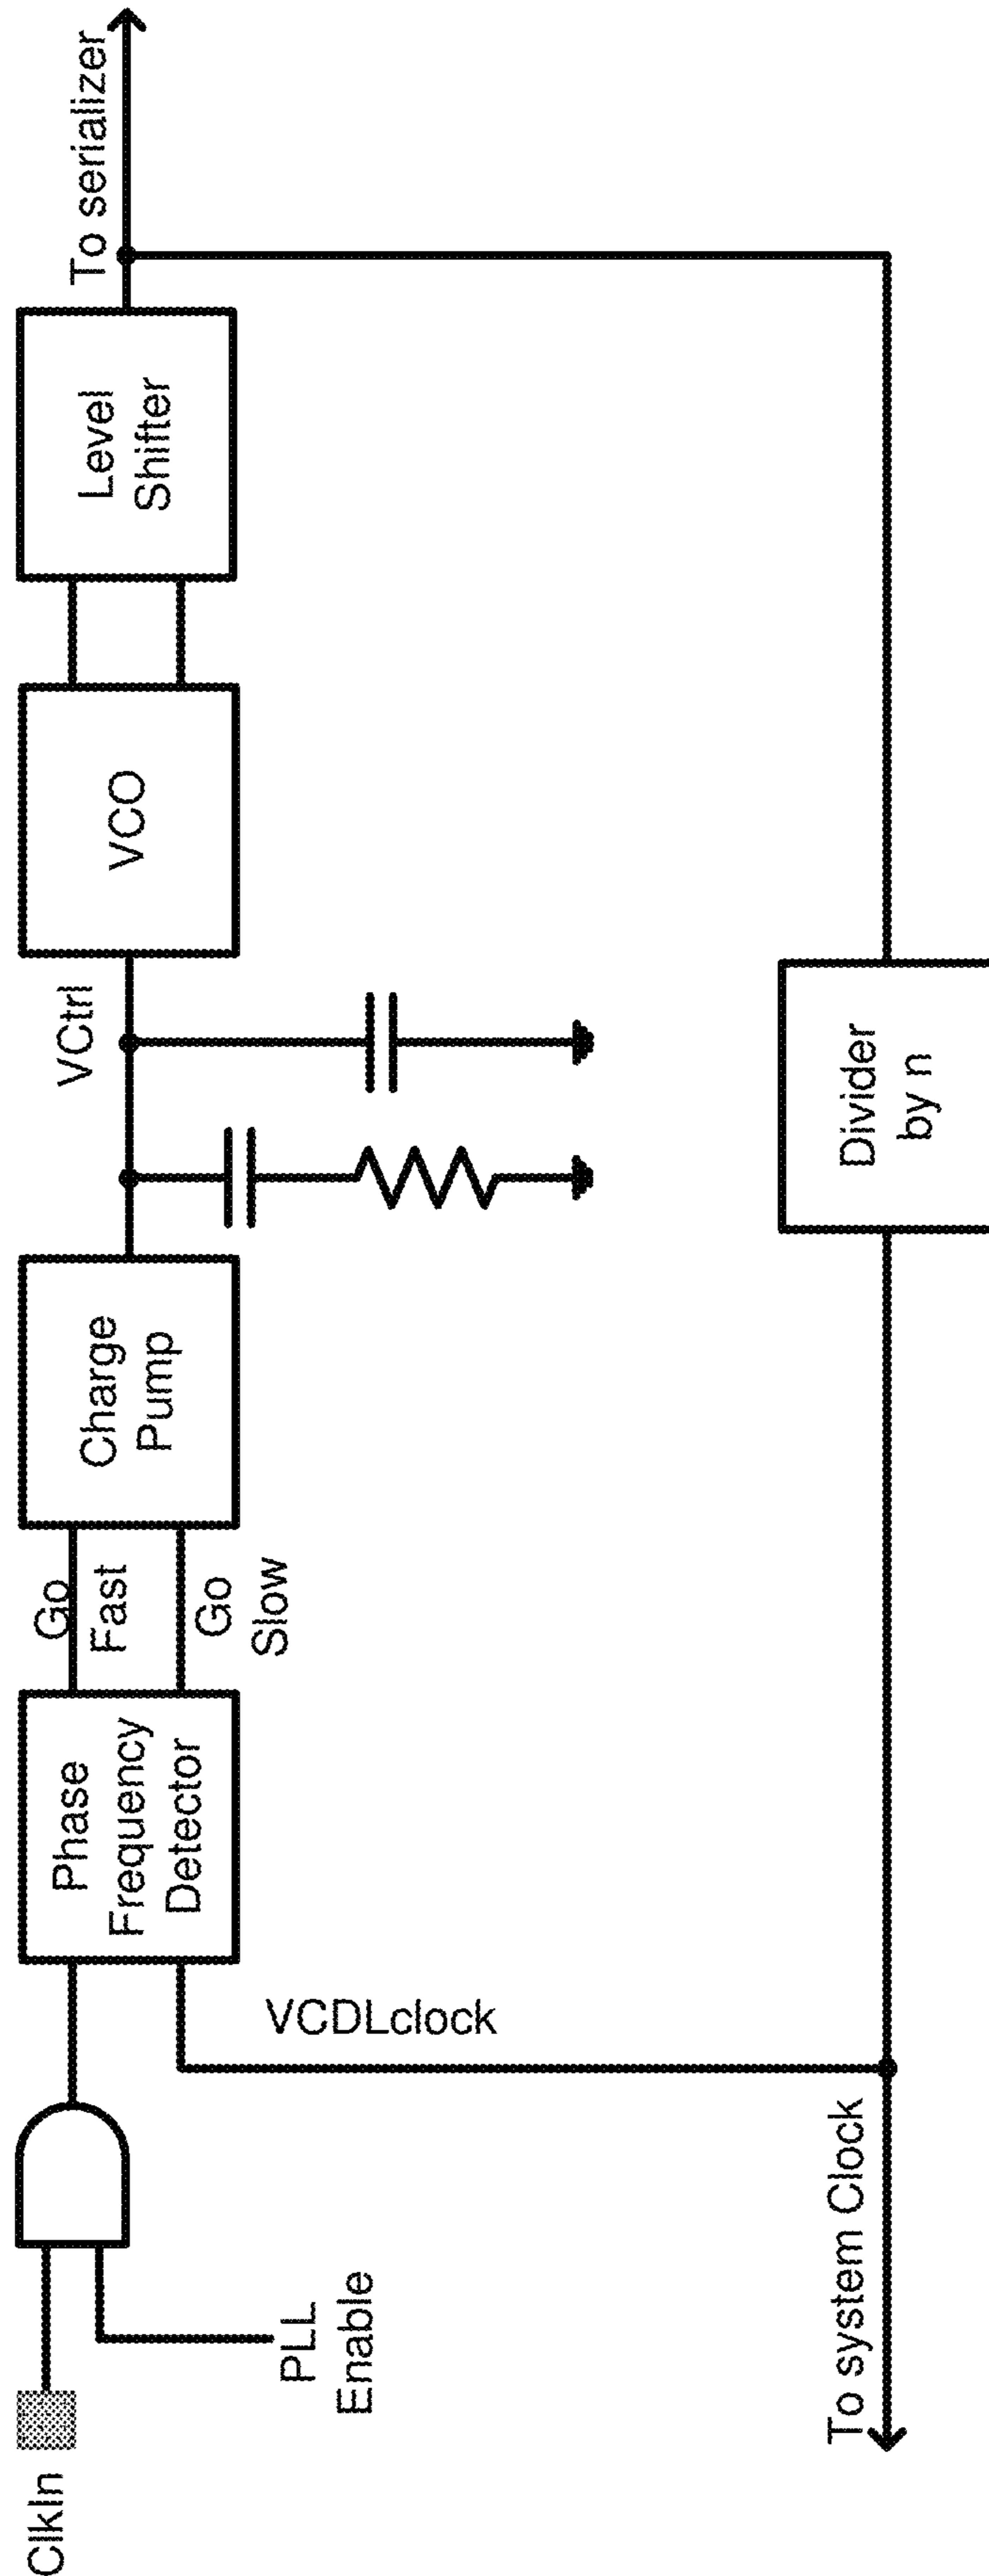 ClkIn
PLL
Enable
Phase
Frequency
Detector
VCDLclock
Go
Fast
Go
Slow
Charge
Pump
VCtrl
VCO
Level
Shifter
To serializer
To system Clock
Divider
by n